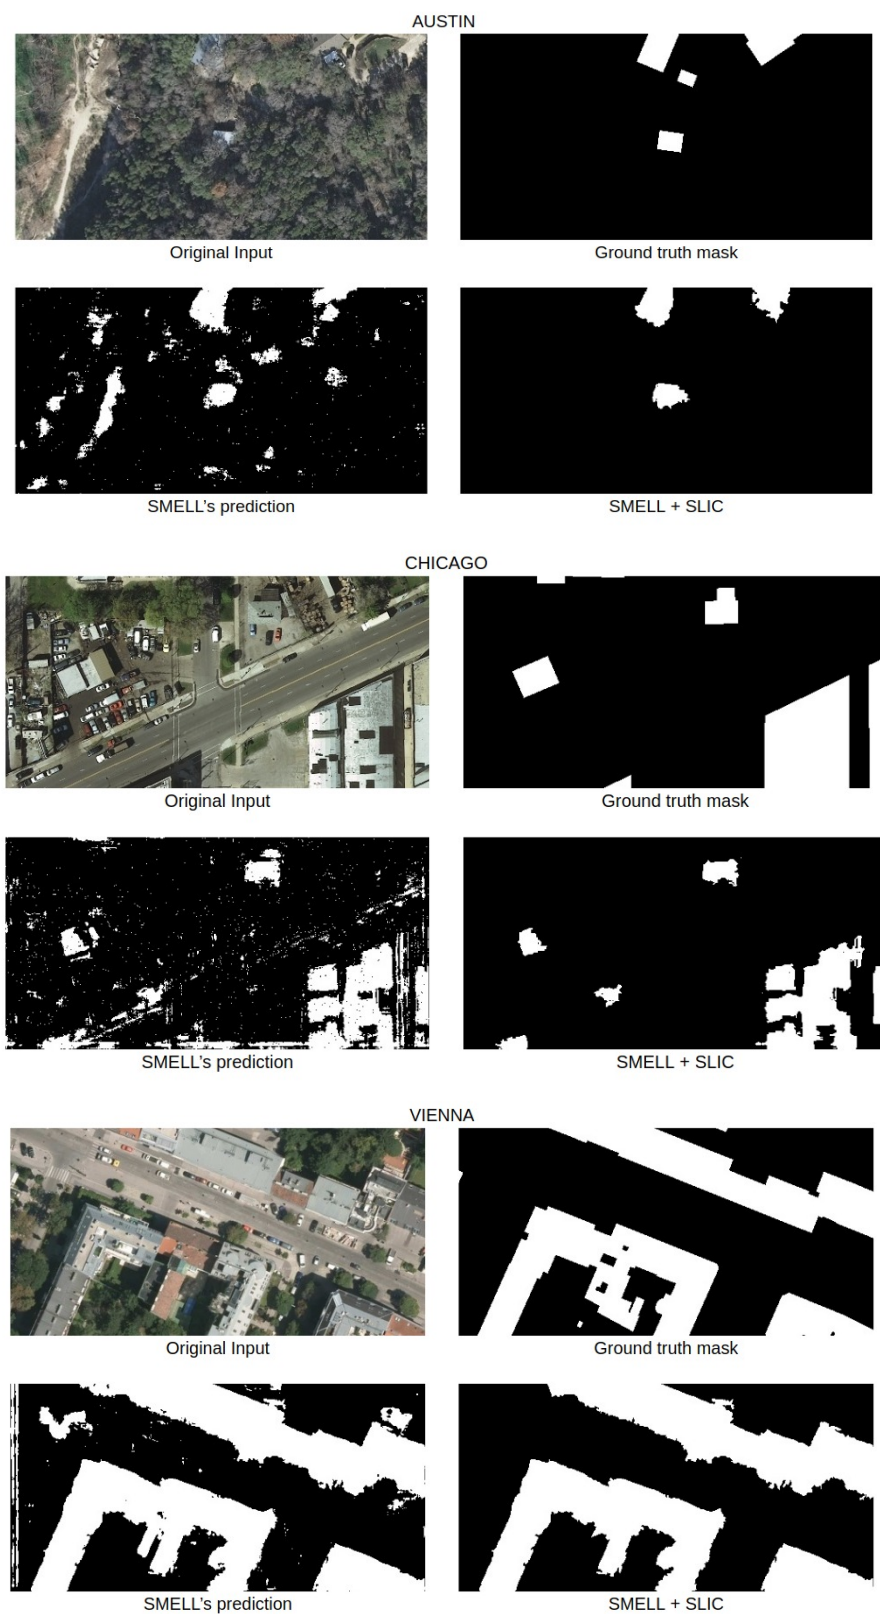 AUSTIN
Original Input
Ground truth mask
SMELL's prediction
SMELL + SLIC
CHICAGO
Original Input
Ground truth mask
SMELL's prediction
SMELL + SLIC
VIENNA
Original Input
Ground truth mask
SMELL's prediction
SMELL + SLIC